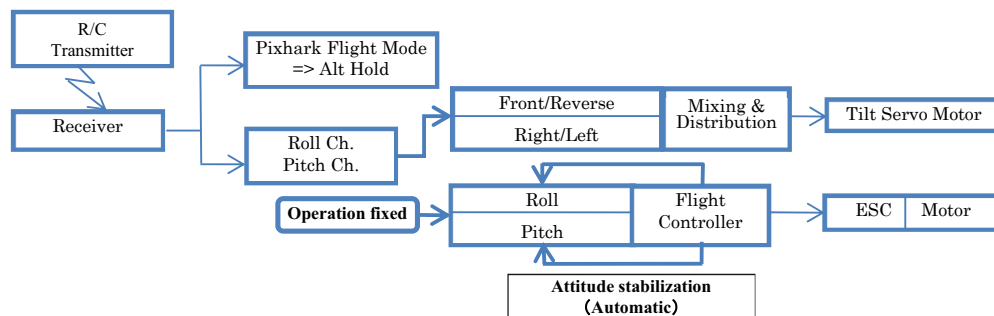 R/C
Transmitter
Pixhark Flight Mode
=> Alt Hold
Receiver
Roll Ch.
Pitch Ch.
Front/Reverse
Right/Left
Mixing &
Distribution
Tilt Servo Motor
Operation fixed
Roll
Pitch
Flight
Controller
ESC
Motor
Attitude stabilization
(Automatic)